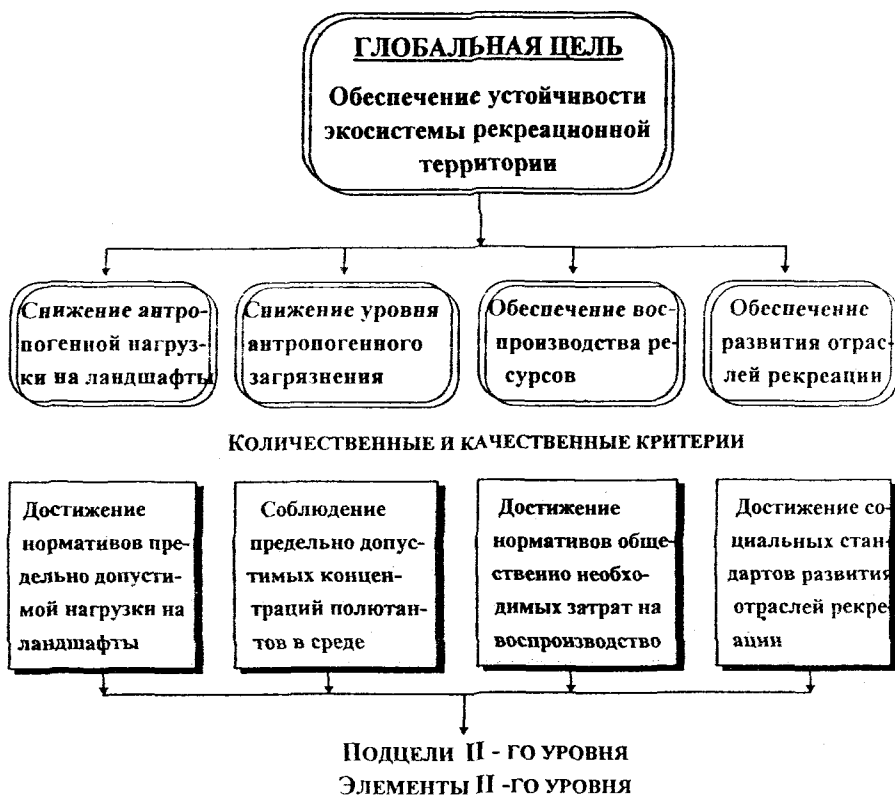 ГЛОБАЛЬНАЯ ЦЕЛЬ
Обеспечение устойчивости
экосистемы рекреационной
территории
Снижение антро-
погенной нагруз-
ки на ландшафты
Снижение уровня
антропогенного
загрязнения
Обеспечение вос-
производства ре-
сурсов
Обеспечение
развития отрас-
лей рекреации
КОЛИЧЕСТВЕННЫЕ И КАЧЕСТВЕННЫЕ КРИТЕРИИ
Достижение
нормативов пре-
дельно допусти-
мой нагрузки на
ландшафты
Соблюдение
предельно допус-
тимых концен-
траций полютан-
тов в среде
Достижение
нормативов обще-
ственно необхо-
димых затрат на
воспроизводство
Достижение со-
циальных стан-
дартов развития
отраслей рекре-
ации
ПОДЦЕЛИ II - ГО УРОВНЯ
ЭЛЕМЕНТЫ II -ГО УРОВНЯ